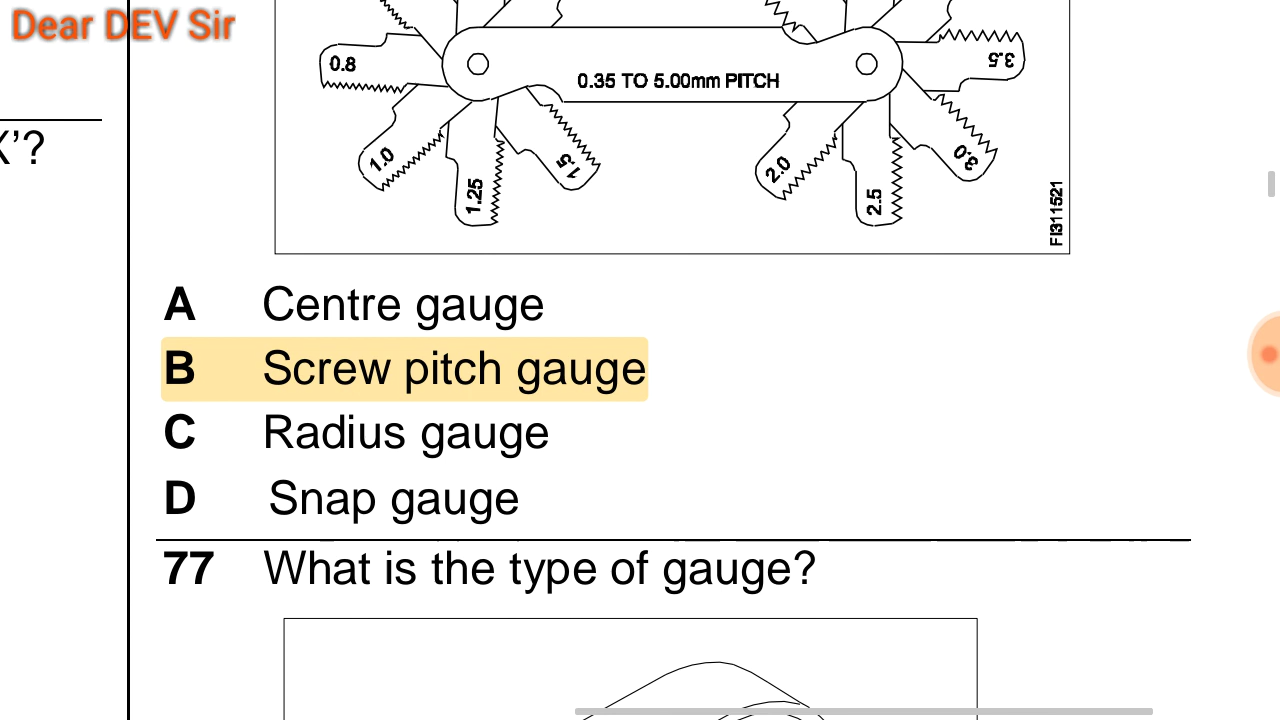 Dear DEV Sir
X’?
0.8
1.0
1.25
1.5
0.35 TO 5.00mm PITCH
2.0
2.5
3.0
3.5
FI311521
A Centre gauge
B Screw pitch gauge
C Radius gauge
D Snap gauge
77 What is the type of gauge?